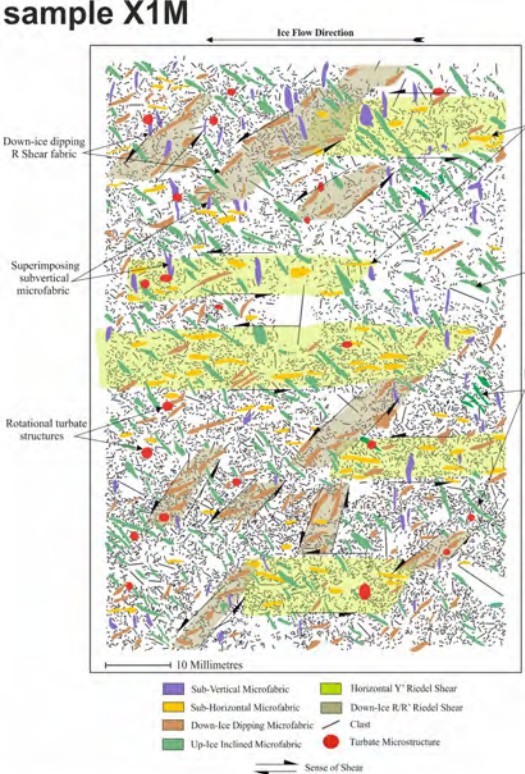 sample X1M
Ice Flow Direction
Down-ice dipping
R Shear fabric
Superimposing
subvertical
microfabric
Rotational turbate
structures
10 Millimetres
Sub-Vertical Microfabric
Horizontal Y' Riedel Shear
Sub-Horizontal Microfabric
Down-Ice R/R' Riedel Shear
Down-Ice Dipping Microfabric
Clast
Up-Ice Inclined Microfabric
Turbate Microstructure
Sense of Shear